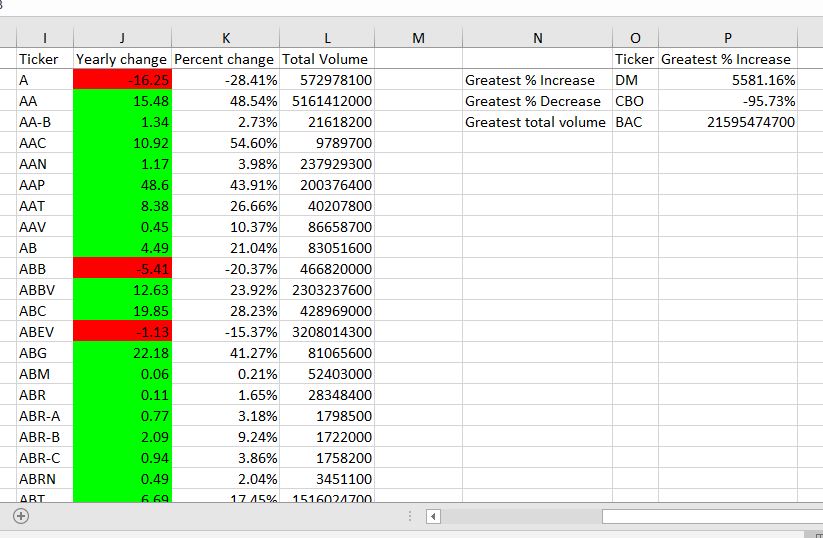 I J K L M N O P
Ticker Yearly change Percent change Total Volume Ticker Greatest % Increase
A -16.25 -28.41% 572978100 Greatest % Increase DM 5581.16%
AA 15.48 48.54% 5161412000 Greatest % Decrease CBO -95.73%
AA-B 1.34 2.73% 21618200 Greatest total volume BAC 21595474700
AAC 10.92 54.60% 9789700
AAN 1.17 3.98% 237929300
AAP 48.6 43.91% 200376400
AAT 8.38 26.66% 40207800
AAV 0.45 10.37% 86658700
AB 4.49 21.04% 83051600
ABB -5.41 -20.37% 466820000
ABBV 12.63 23.92% 2303237600
ABC 19.85 28.23% 428969000
ABEV -1.13 -15.37% 3208014300
ABG 22.18 41.27% 81065600
ABM 0.06 0.21% 52403000
ABR 0.11 1.65% 28348400
ABR-A 0.77 3.18% 1798500
ABR-B 2.09 9.24% 1722000
ABR-C 0.94 3.86% 1758200
ABRN 0.49 2.04% 3451100
ABT 6.69 17.45% 1516024700